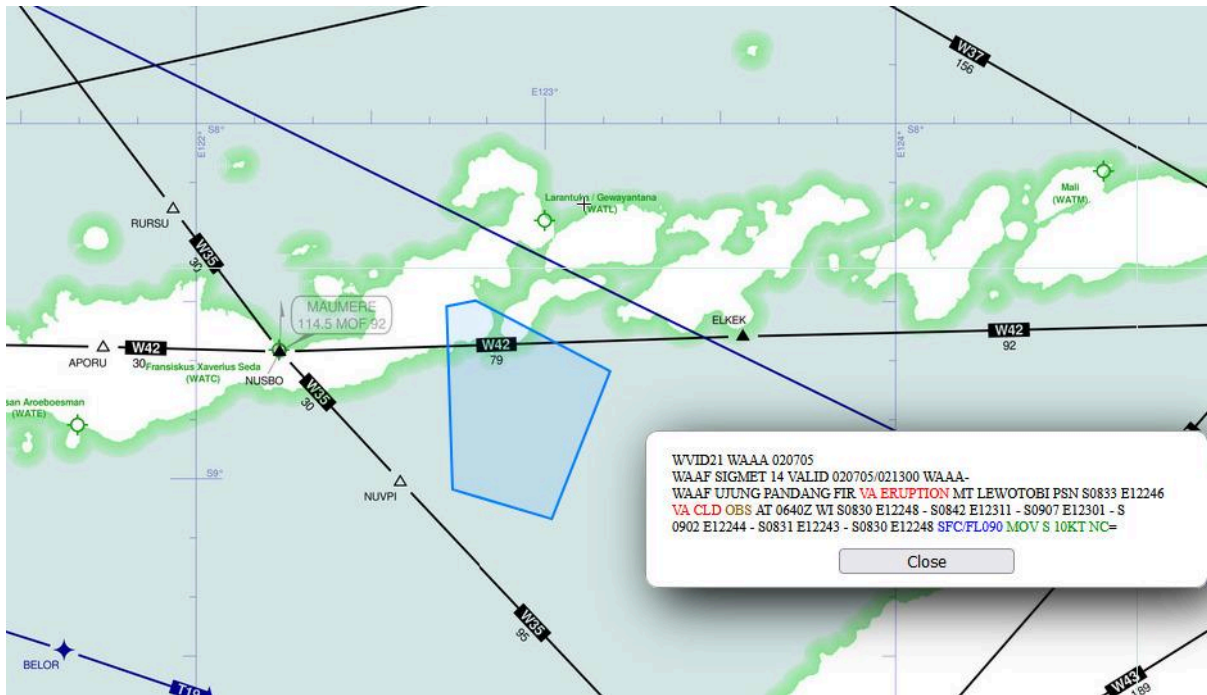 W37
156
E123°
S8°
E122°
S8°
E124°
Larantuka / Gewayantana
(WATL)
Mali
(WATM)
RURSU
W35
30
MAUMERE
114.5 MOF 92
ELKEK
W42
92
W42
79
APORU
W42
30
Fransiskus Xaverius Seda
(WATC)
NUSBO
W35
30
san Aroeboesman
(WATE)
S9°
NUVPI
WVID21 WAAA 020705
WAAF SIGMET 14 VALID 020705/021300 WAAA-
WAAF UJUNG PANDANG FIR VA ERUPTION MT LEWOTOBI PSN S0833 E12246
VA CLD OBS AT 0640Z WI S0830 E12248 - S0842 E12311 - S0907 E12301 - S
0902 E12244 - S0831 E12243 - S0830 E12248 SFC/FL090 MOV S 10KT NC=
Close
W35
95
BELOR
W43
189